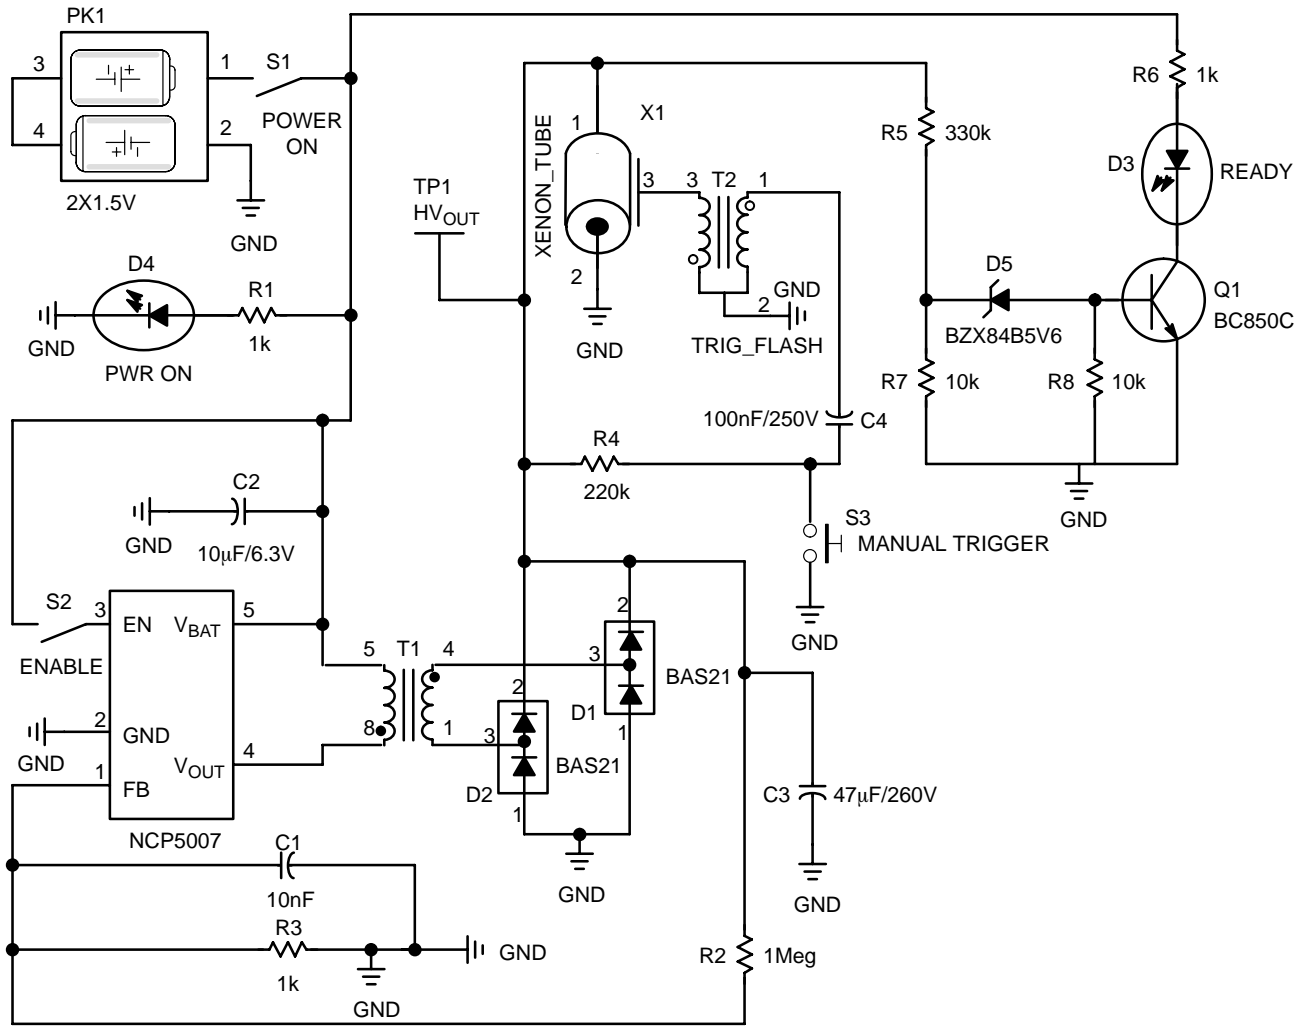 PK1
3
4
1
2
S1
POWER
ON
2X1.5V
GND
D4
R1
1k
GND
PWR ON
TP1
HVOUT
XENON_TUBE
1
2
X1
3
GND
3
T2
1
2
GND
TRIG_FLASH
R5
330k
R6
1k
D3
READY
D5
BZX84B5V6
Q1
BC850C
R7
10k
R8
10k
GND
100nF/250V
C4
R4
220k
S3
MANUAL TRIGGER
GND
C2
GND
10μF/6.3V
S2
ENABLE
3
EN
VBAT
5
2
GND
GND
1
FB
VOUT
4
NCP5007
5
T1
4
8
1
2
3
D1
1
BAS21
2
3
D2
1
BAS21
GND
C3
47μF/260V
GND
C1
10nF
R3
1k
GND
GND
R2
1Meg